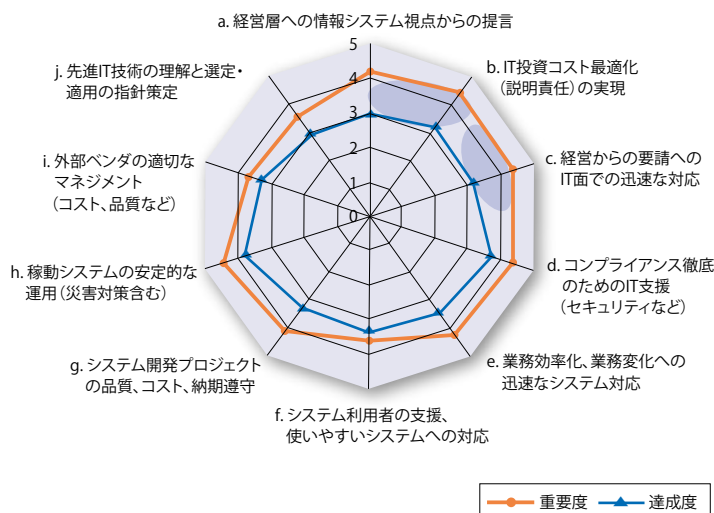 a. 経営層への情報システム視点からの提言
5
4
3
2
1
0
b. IT投資コスト最適化
（説明責任）の実現
c. 経営からの要請への
IT面での迅速な対応
d. コンプライアンス徹底
のためのIT支援
（セキュリティなど）
e. 業務効率化、業務変化への
迅速なシステム対応
f. システム利用者の支援、
使いやすいシステムへの対応
g. システム開発プロジェクト
の品質、コスト、納期遵守
h. 稼動システムの安定的な
運用（災害対策含む）
i. 外部ベンダの適切な
マネジメント
（コスト、品質など）
j. 先進IT技術の理解と選定・
適用の指針策定
重要度 達成度